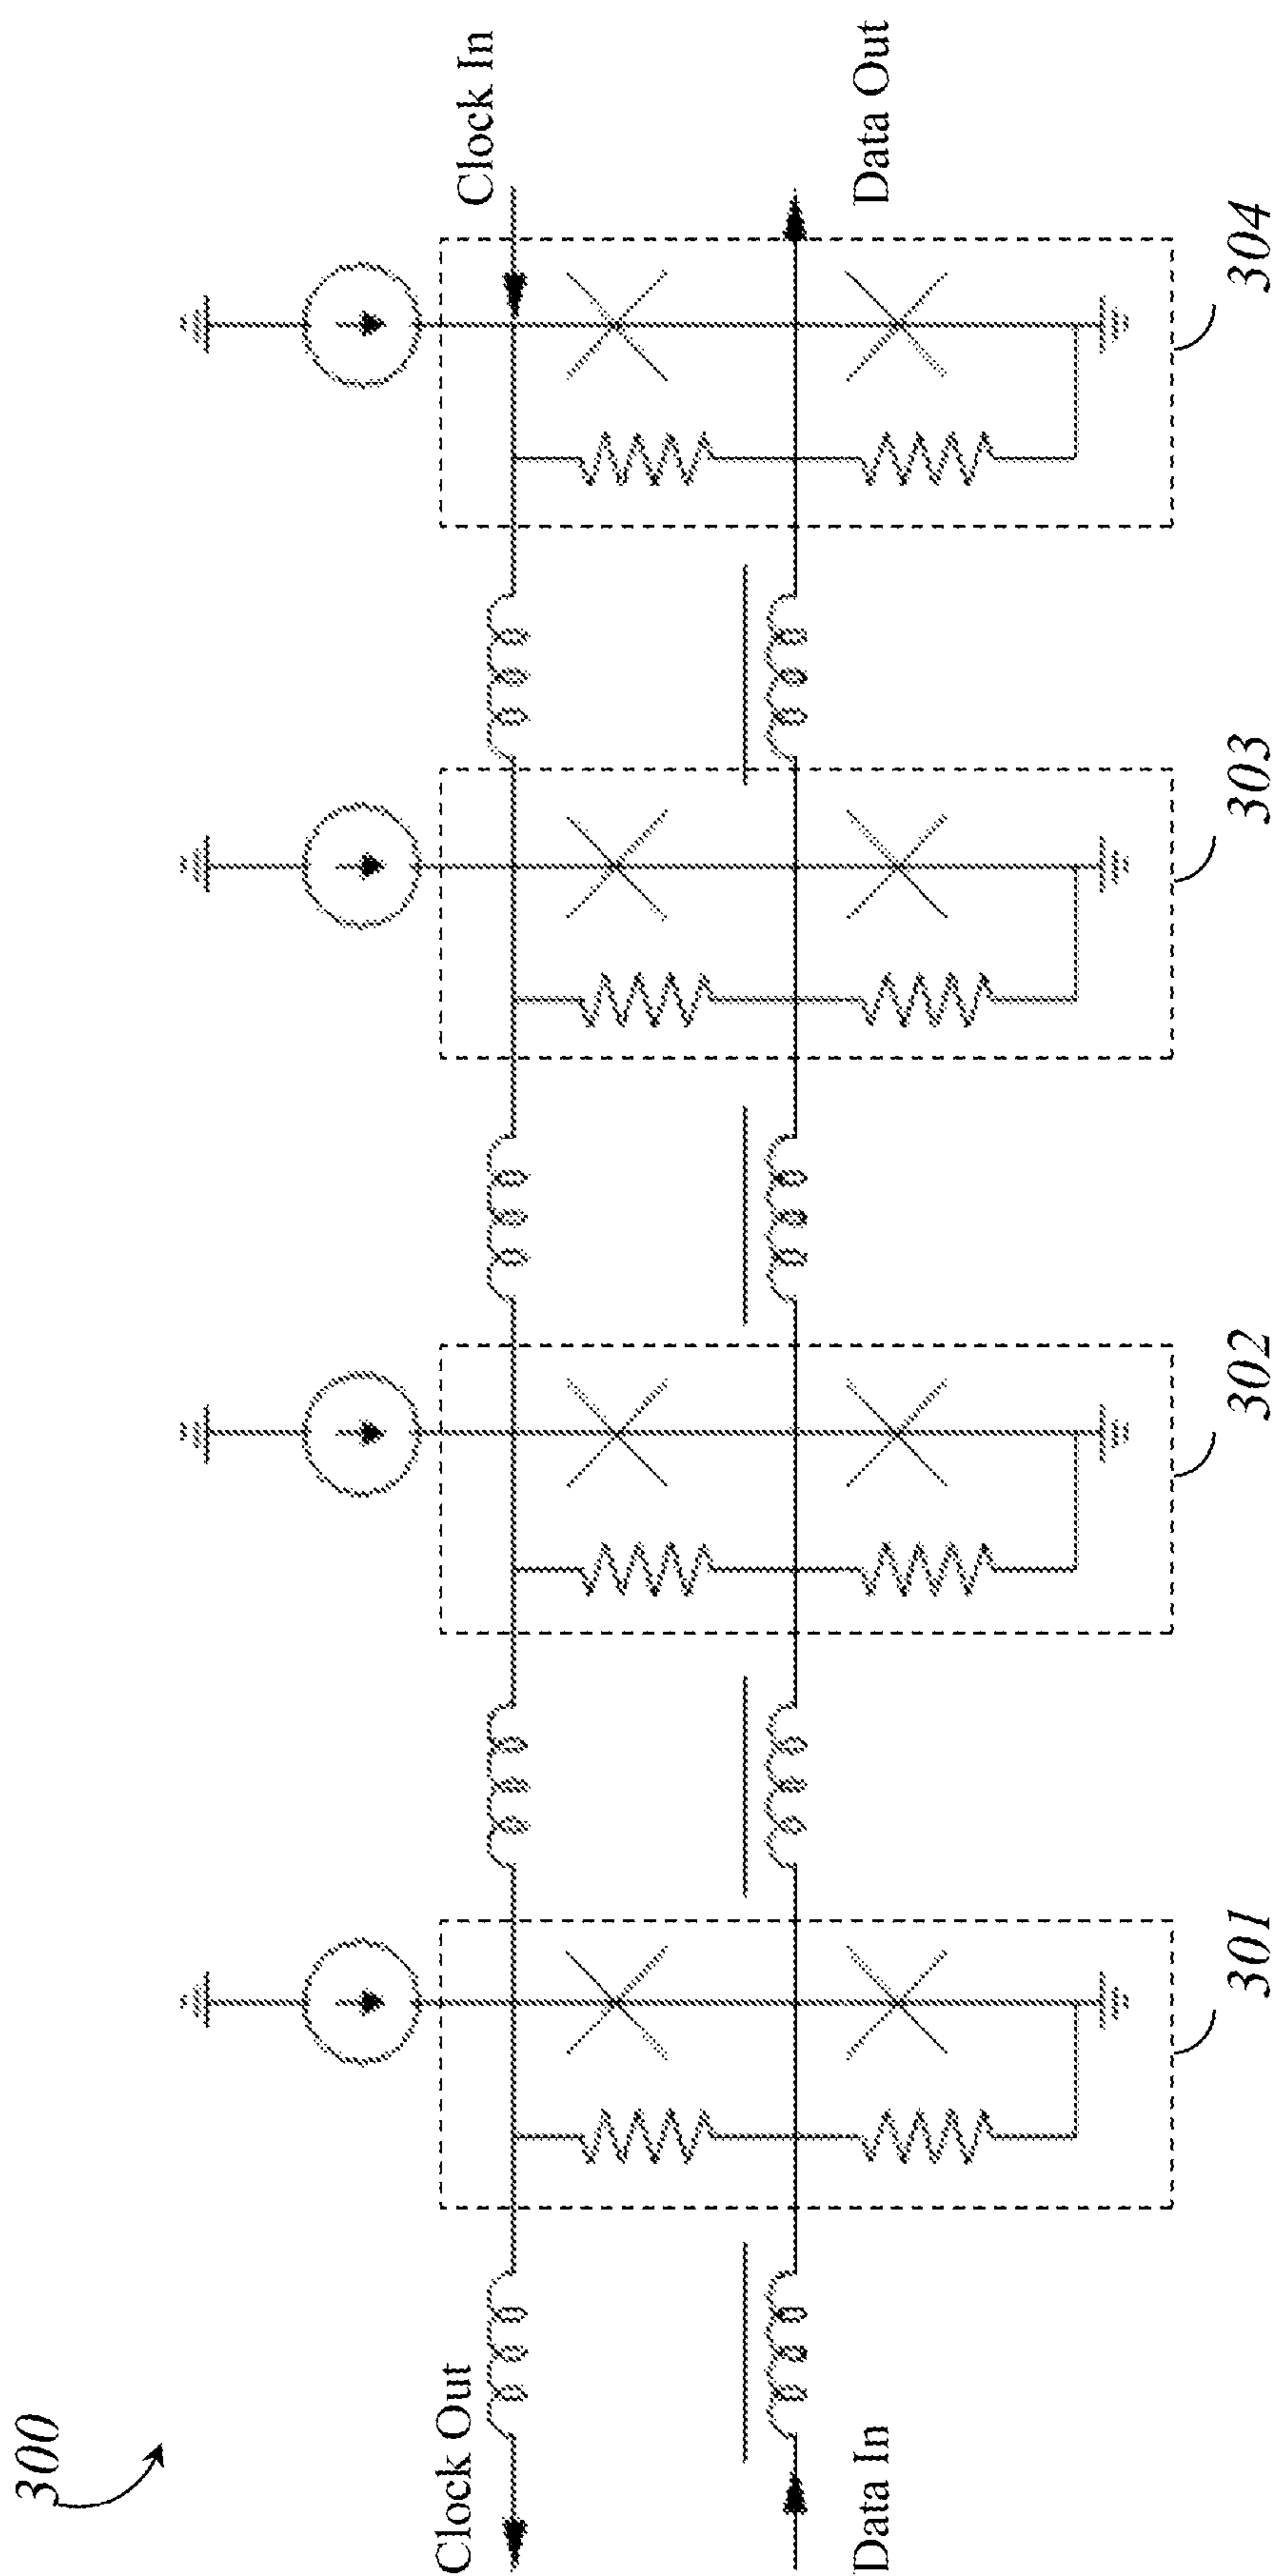 300
Clock Out
Clock In
Data In
Data Out
301
302
303
304